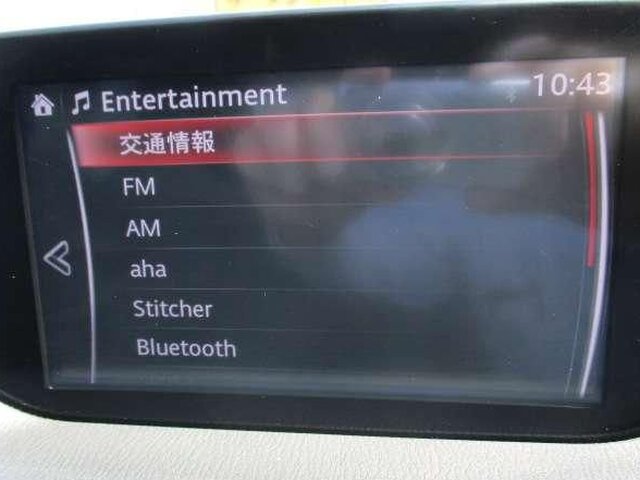 Entertainment 10:43
交通情報
FM
AM
aha
Stitcher
Bluetooth